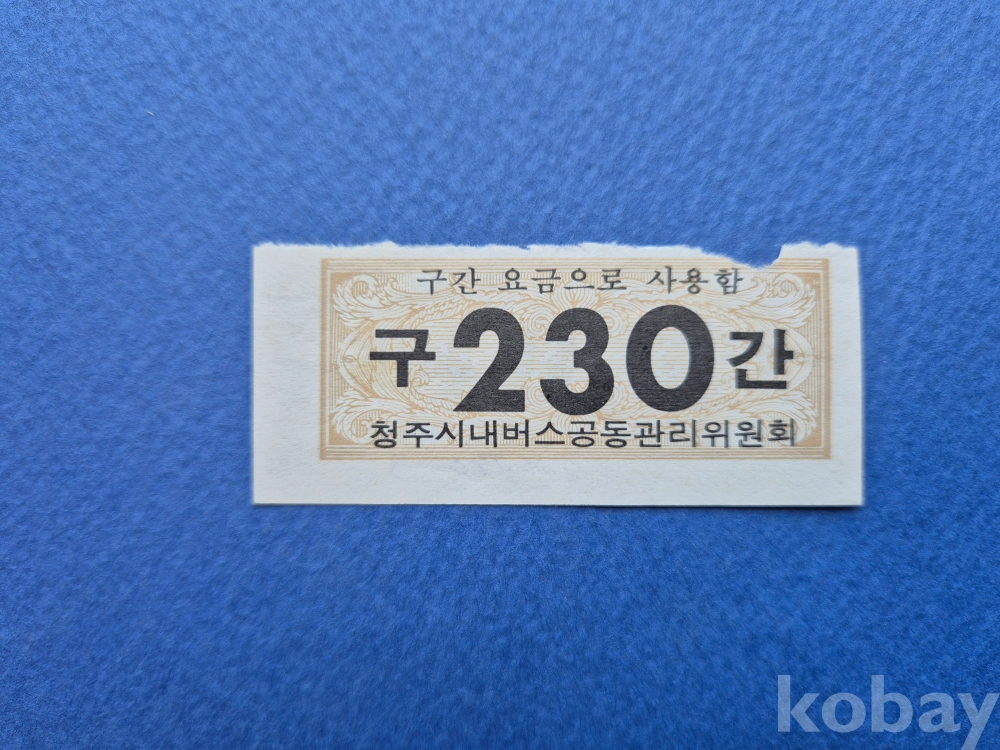 구간 요금으로 사용함
구 230 간
청주시내버스공동관리위원회
kobay